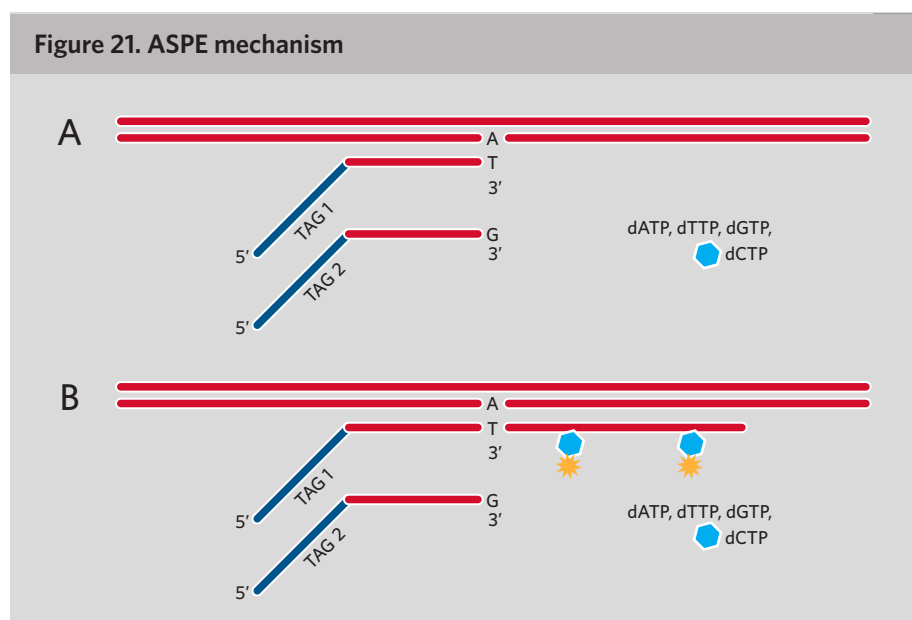 Figure 21. ASPE mechanism
A
A
T
3′
TAG 1
5′
G
3′
TAG 2
5′
dATP, dTTP, dGTP,
dCTP
B
A
T
3′
TAG 1
5′
G
3′
TAG 2
5′
dATP, dTTP, dGTP,
dCTP